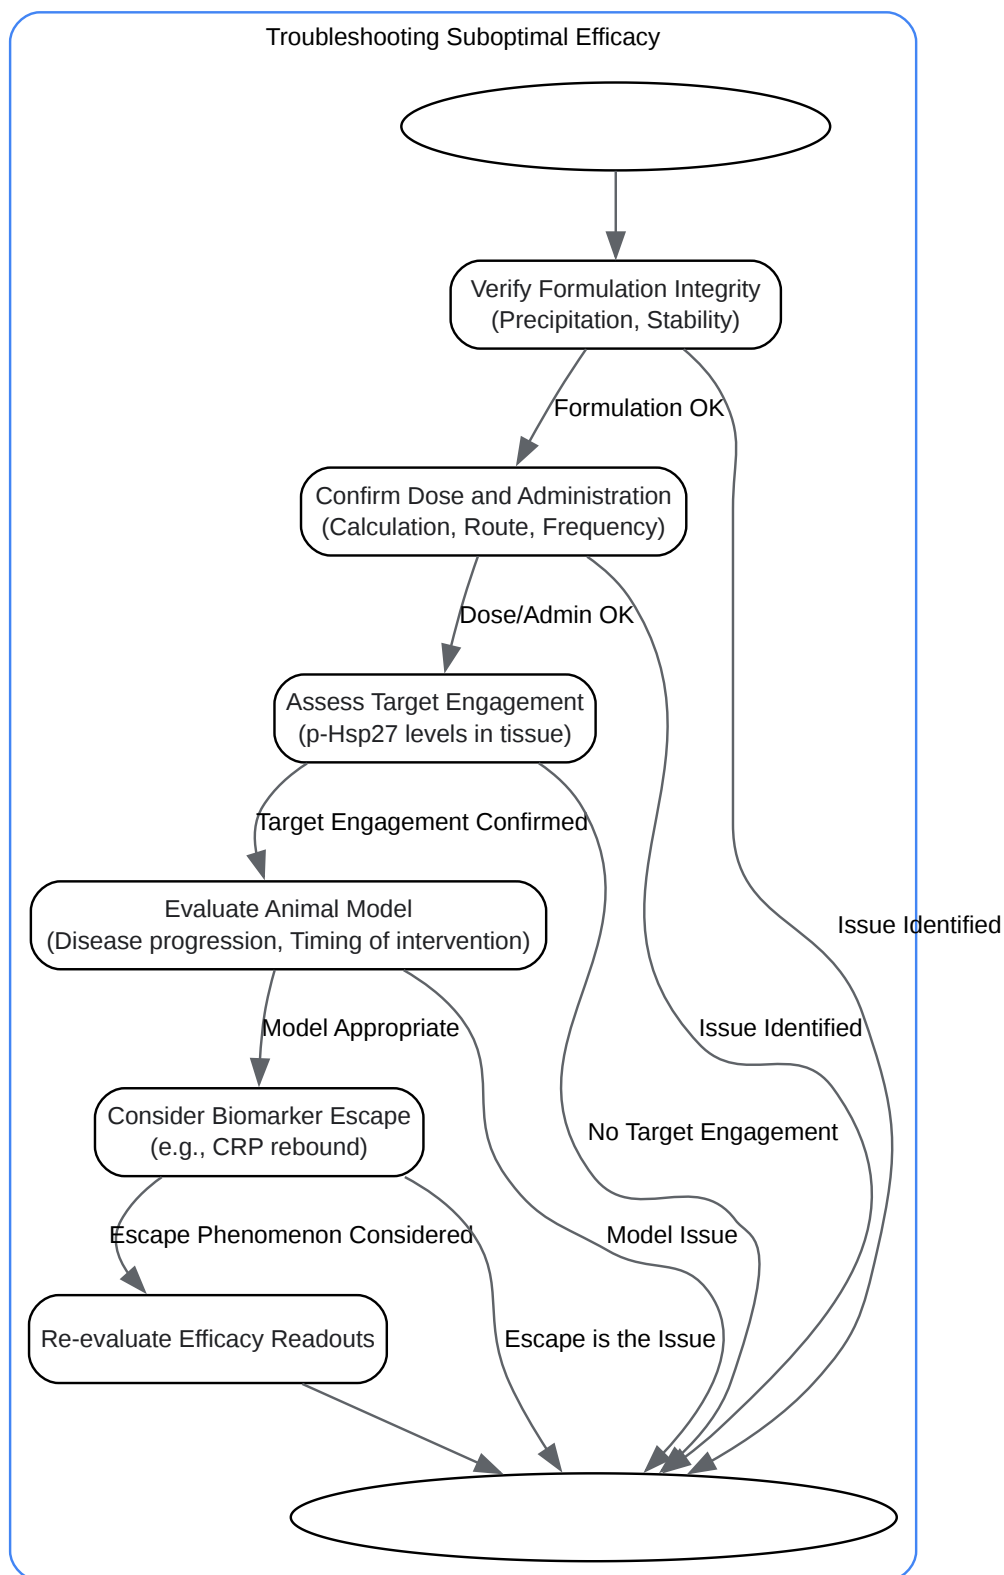 Troubleshooting Suboptimal Efficacy
Verify Formulation Integrity
(Precipitation, Stability)
Formulation OK
Confirm Dose and Administration
(Calculation, Route, Frequency)
Dose/Admin OK
Assess Target Engagement
(p-Hsp27 levels in tissue)
Target Engagement Confirmed
Evaluate Animal Model
(Disease progression, Timing of intervention)
Issue Identified
Model Appropriate
Issue Identified
Consider Biomarker Escape
(e.g., CRP rebound)
No Target Engagement
Escape Phenomenon Considered
Model Issue
Re-evaluate Efficacy Readouts
Escape is the Issue